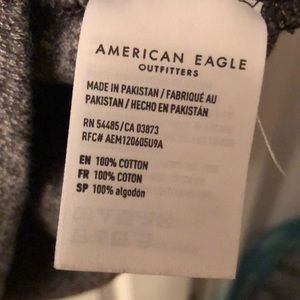 AMERICAN EAGLE
OUTFITTERS
MADE IN PAKISTAN / FABRIQUÉ AU
PAKISTAN / HECHO EN PAKISTÁN
RN 54485/CA 03873
RFC# AEM120605U9A
EN 100% COTTON
FR 100% COTON
SP 100% algodón